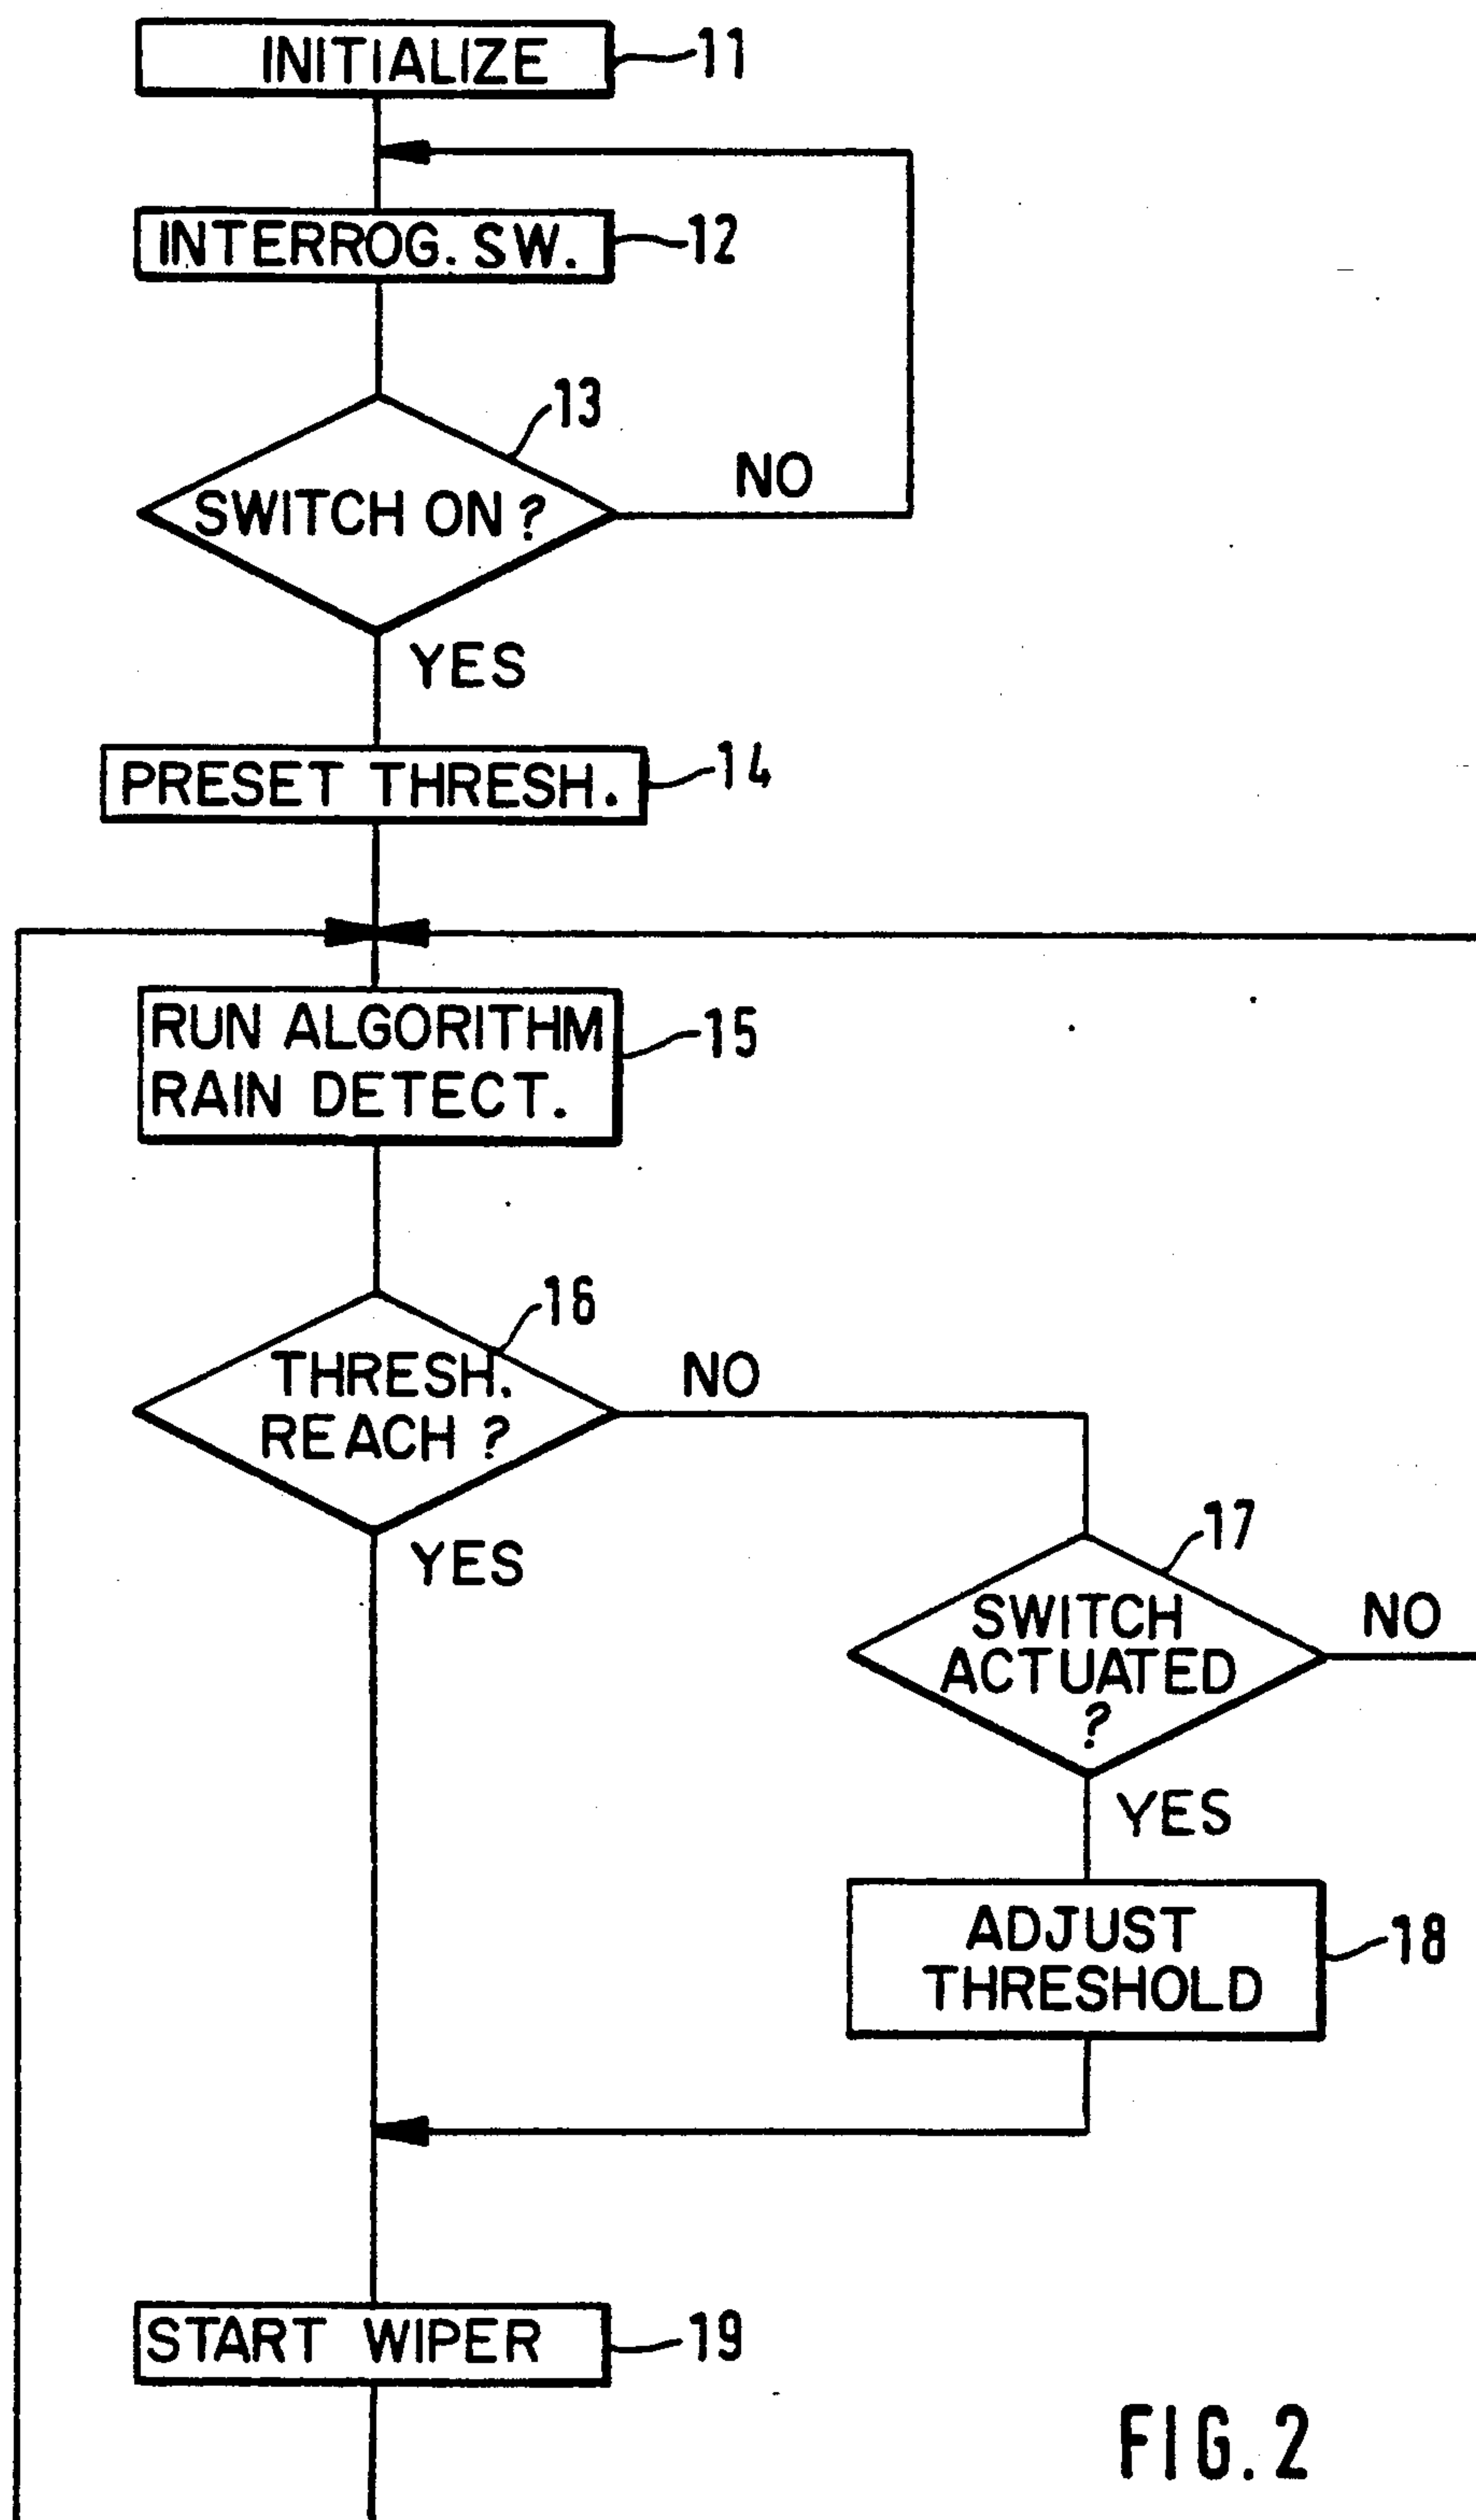 INITIALIZE
11
INTERROG. SW.
12
13
SWITCH ON ?
NO
YES
PRESET THRESH.
14
RUN ALGORITHM
RAIN DETECT.
15
16
THRESH.
REACH ?
NO
YES
17
SWITCH
ACTUATED
?
NO
YES
ADJUST
THRESHOLD
18
START WIPER
19
FIG. 2